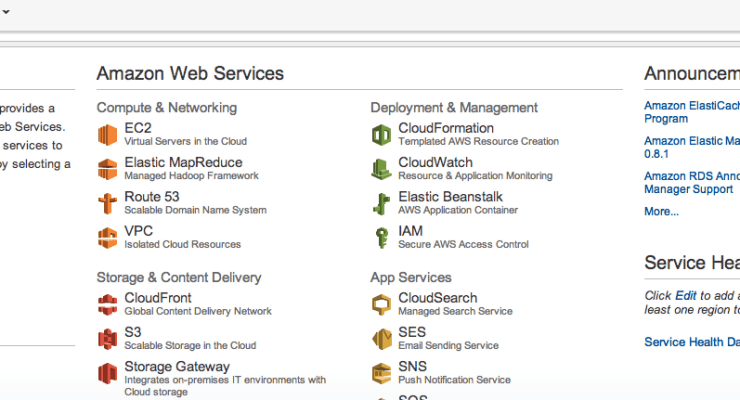 provides a
eb Services.
services to
by selecting a
Amazon Web Services
Compute & Networking
EC2
Virtual Servers in the Cloud
Elastic MapReduce
Managed Hadoop Framework
Route 53
Scalable Domain Name System
VPC
Isolated Cloud Resources
Storage & Content Delivery
CloudFront
Global Content Delivery Network
S3
Scalable Storage in the Cloud
Storage Gateway
Integrates on-premises IT environments with
Cloud storage
Deployment & Management
CloudFormation
Templated AWS Resource Creation
CloudWatch
Resource & Application Monitoring
Elastic Beanstalk
AWS Application Container
IAM
Secure AWS Access Control
App Services
CloudSearch
Managed Search Service
SES
Email Sending Service
SNS
Push Notification Service
SQS
Announcem
Amazon ElastiCach
Program
Amazon Elastic Ma
0.8.1
Amazon RDS Anno
Manager Support
More...
Service Hea
Click Edit to add a
least one region to
Service Health Da